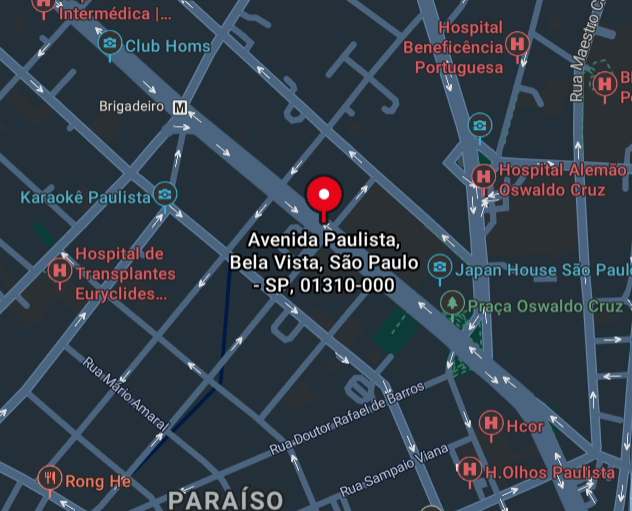 Intermédica |...
Club Homs
Hospital
Beneficência
Portuguesa
Brigadeiro
M
Rua Maestro C
H
B
Po
Hospital Alemão
Oswaldo Cruz
Karaokê Paulista
Avenida Paulista,
Bela Vista, São Paulo
- SP, 01310-000
Hospital de
Transplantes
Euryclides...
Japan House São Paul
Praça Oswaldo Cruz
Rua Mário Amaral
Rua Doutor Rafael de Barros
Hcor
Rua Sampaio Viana
H.Olhos Paulista
Rong He
PARAÍSO